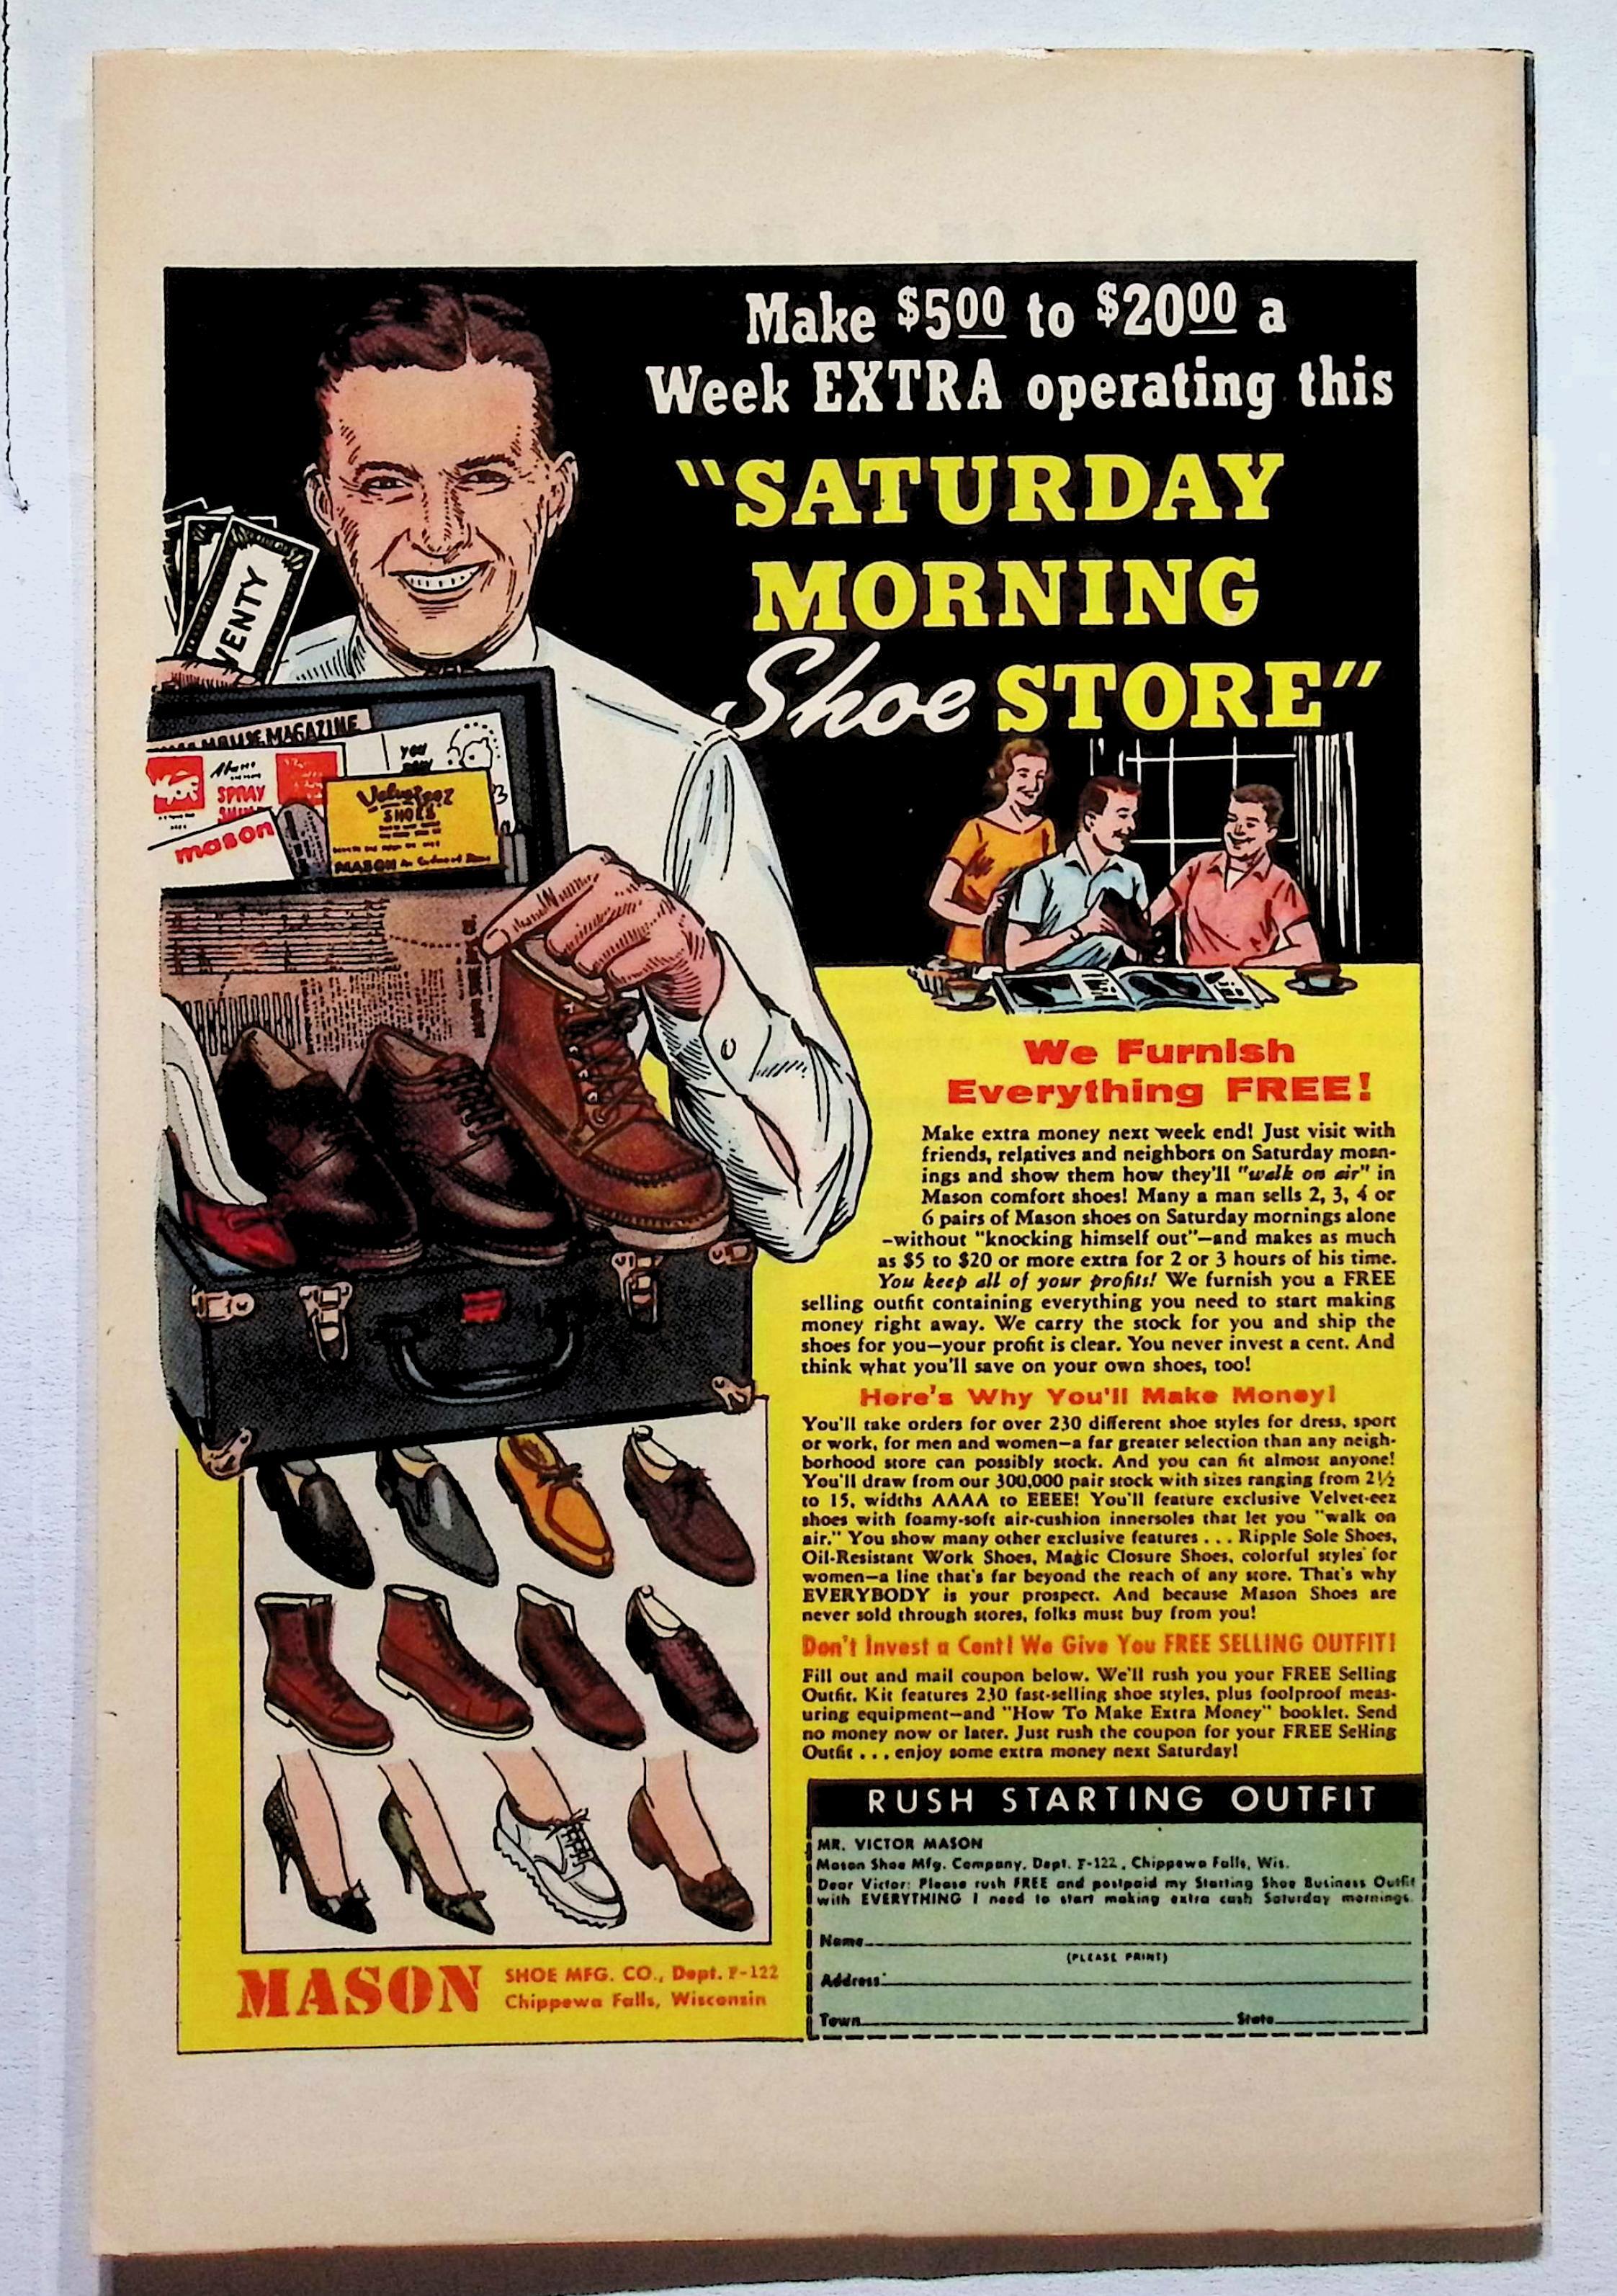 Make $5.00 to $20.00 a
Week EXTRA operating this
"SATURDAY
MORNING
Shoe STORE"
VENTY
MAGAZINE
YOU
SPRAY
mason
Velvet-eez
SHOES
MASON
We Furnish
Everything FREE!
Make extra money next week end! Just visit with
friends, relatives and neighbors on Saturday morn-
ings and show them how they'll "walk on air" in
Mason comfort shoes! Many a man sells 2, 3, 4 or
6 pairs of Mason shoes on Saturday mornings alone
-without "knocking himself out"-and makes as much
as $5 to $20 or more extra for 2 or 3 hours of his time.
You keep all of your profits! We furnish you a FREE
selling outfit containing everything you need to start making
money right away. We carry the stock for you and ship the
shoes for you-your profit is clear. You never invest a cent. And
think what you'll save on your own shoes, too!
Here's Why You'll Make Money!
You'll take orders for over 230 different shoe styles for dress, sport
or work, for men and women-a far greater selection than any neigh-
borhood store can possibly stock. And you can fit almost anyone!
You'll draw from our 300,000 pair stock with sizes ranging from 2½
to 15, widths AAAA to EEEE! You'll feature exclusive Velvet-eez
shoes with foamy-soft air-cushion innersoles that let you "walk on
air." You show many other exclusive features . . . Ripple Sole Shoes,
Oil-Resistant Work Shoes, Magic Closure Shoes, colorful styles for
women-a line that's far beyond the reach of any store. That's why
EVERYBODY is your prospect. And because Mason Shoes are
never sold through stores, folks must buy from you!
Don't Invest a Cent! We Give You FREE SELLING OUTFIT!
Fill out and mail coupon below. We'll rush you your FREE Selling
Outfit. Kit features 230 fast-selling shoe styles, plus foolproof meas-
uring equipment-and "How To Make Extra Money" booklet. Send
no money now or later. Just rush the coupon for your FREE Selling
Outfit . . . enjoy some extra money next Saturday!
RUSH STARTING OUTFIT
MR. VICTOR MASON
Mason Shoe Mfg. Company, Dept. F-122, Chippewa Falls, Wis.
Dear Victor: Please rush FREE and postpaid my Starting Shoe Business Outfit
with EVERYTHING I need to start making extra cash Saturday mornings.
Name
(PLEASE PRINT)
Address
Town State
MASON SHOE MFG. CO., Dept. F-122
Chippewa Falls, Wisconsin